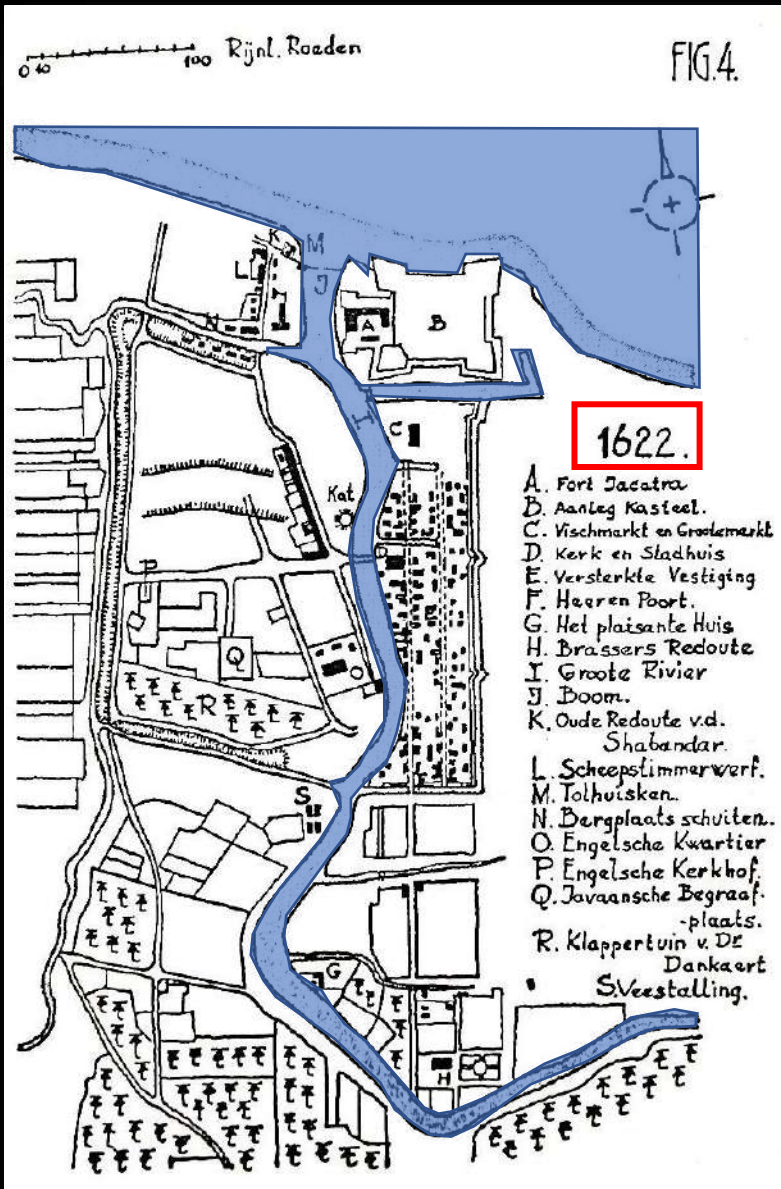 0 10 100 Rijnl. Roeden
FIG.4.
K
M
L
J
N
A
B
I
C
Kat
D
P
Q
O
R
S
F
G
H
1622.
A. Fort Jacatra
B. Aanleg Kasteel.
C. Vischmarkt en Grootemarkt
D. Kerk en Stadhuis
E. Versterkte Vestiging
F. Heeren Poort.
G. Het plaisante Huis
H. Brassers Redoute
I. Groote Rivier
J. Boom.
K. Oude Redoute v.d.
Shabandar.
L. Scheepstimmerwerf.
M. Tolhuisken.
N. Bergplaats schuiten.
O. Engelsche Kwartier
P. Engelsche Kerkhof.
Q. Javaansche Begraaf-
-plaats.
R. Klappertuin v. Dr
Dankaert
S. Veestalling.